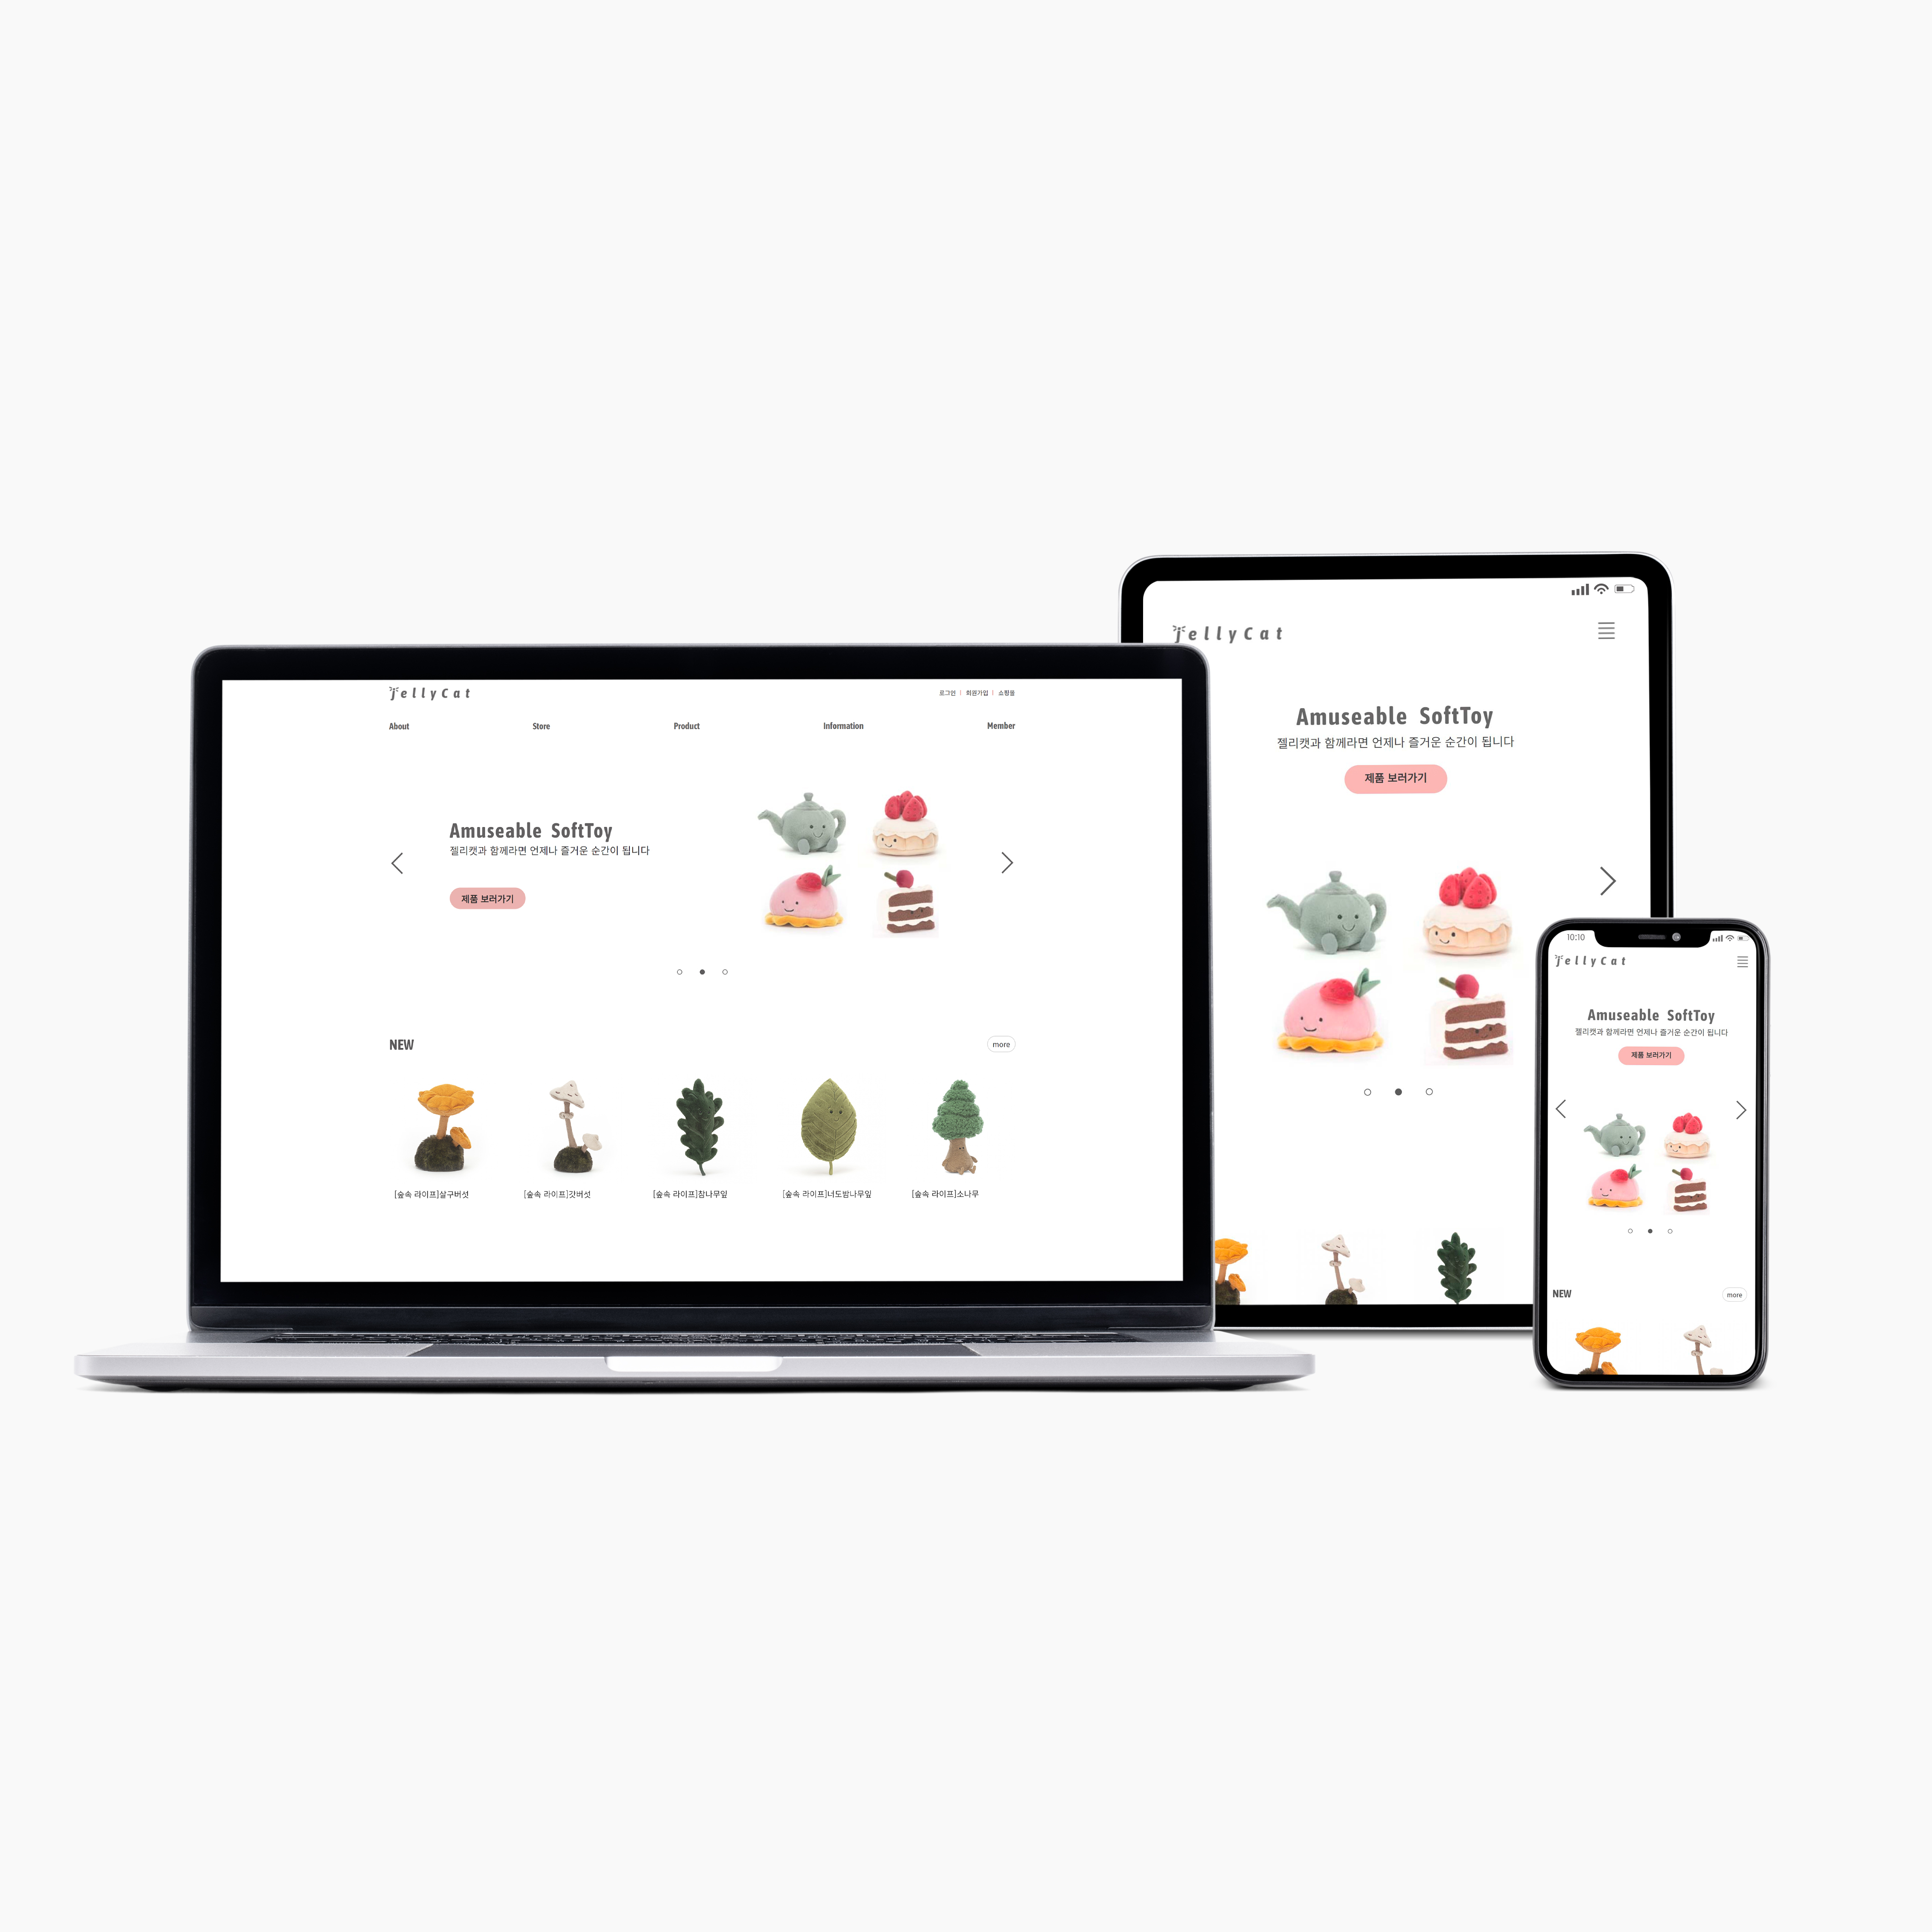 jellyCat
로그인 | 회원가입 | 쇼핑몰
About Store Product Information Member
Amuseable SoftToy
젤리캣과 함께라면 언제나 즐거운 순간이 됩니다
제품 보러가기
NEW more
[숲속 라이프]살구버섯 [숲속 라이프]갓버섯 [숲속 라이프]참나무잎 [숲속 라이프]너도밤나무잎 [숲속 라이프]소나무
jellyCat
Amuseable SoftToy
젤리캣과 함께라면 언제나 즐거운 순간이 됩니다
제품 보러가기
10:10
jellyCat
Amuseable SoftToy
젤리캣과 함께라면 언제나 즐거운 순간이 됩니다
제품 보러가기
NEW more